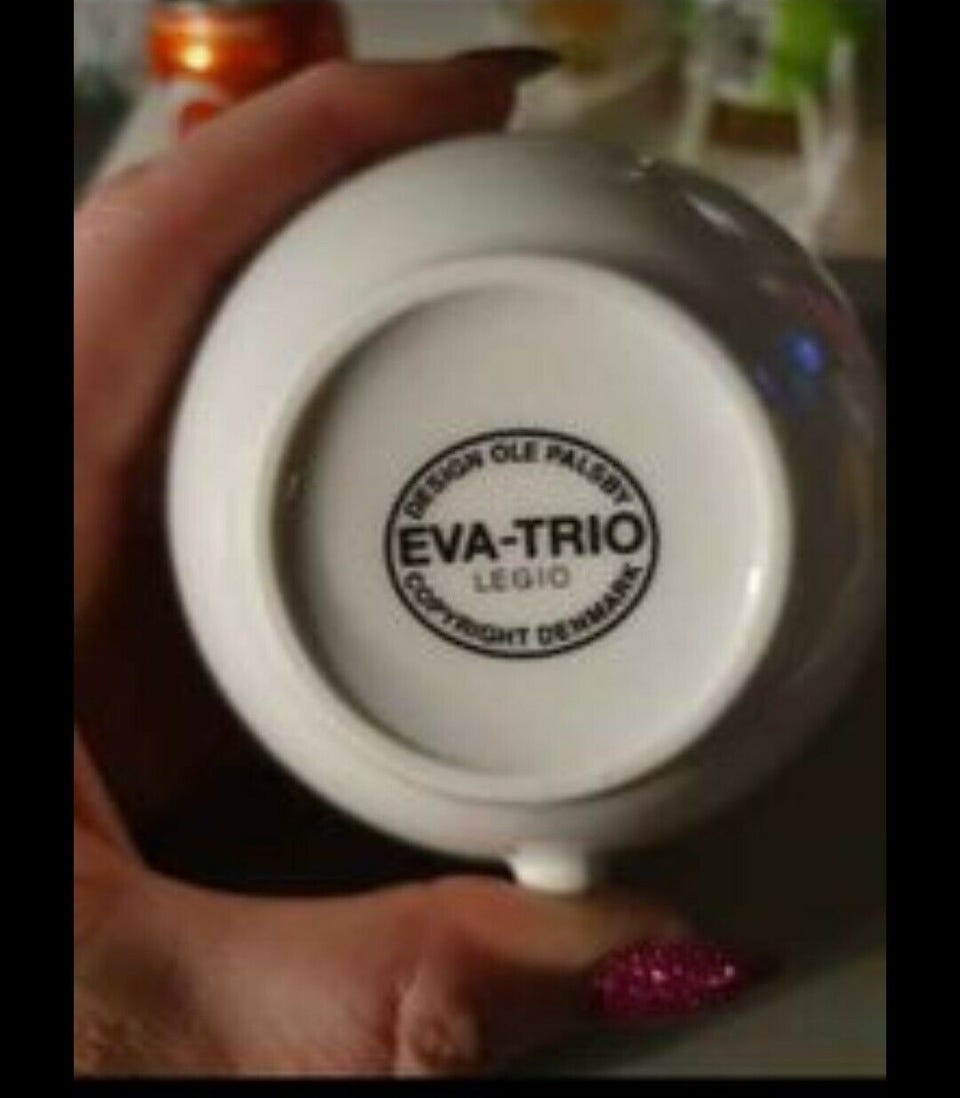 DESIGN OLE PALSBY
EVA-TRIO
LEGIO
COPYRIGHT DENMARK